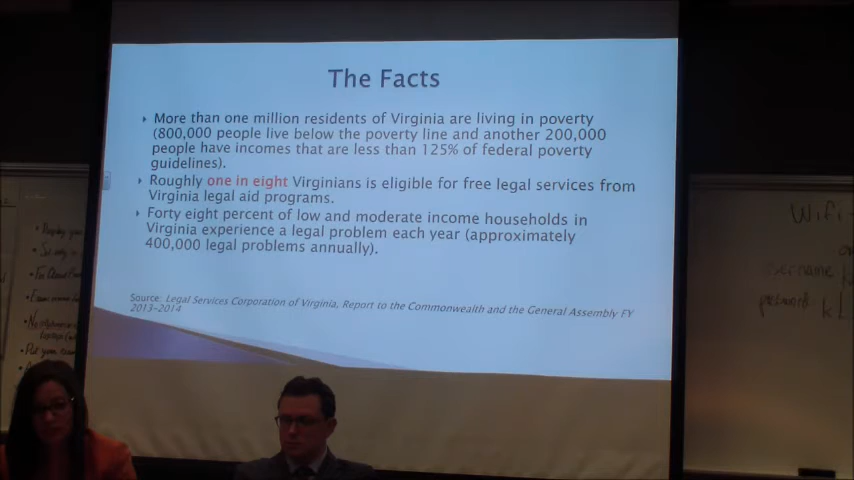 The Facts
More than one million residents of Virginia are living in poverty
(800,000 people live below the poverty line and another 200,000
people have incomes that are less than 125% of federal poverty
guidelines).
Roughly one in eight Virginians is eligible for free legal services from
Virginia legal aid programs.
Forty eight percent of low and moderate income households in
Virginia experience a legal problem each year (approximately
400,000 legal problems annually).
Source: Legal Services Corporation of Virginia, Report to the Commonwealth and the General Assembly FY
2013-2014
Wifi
username